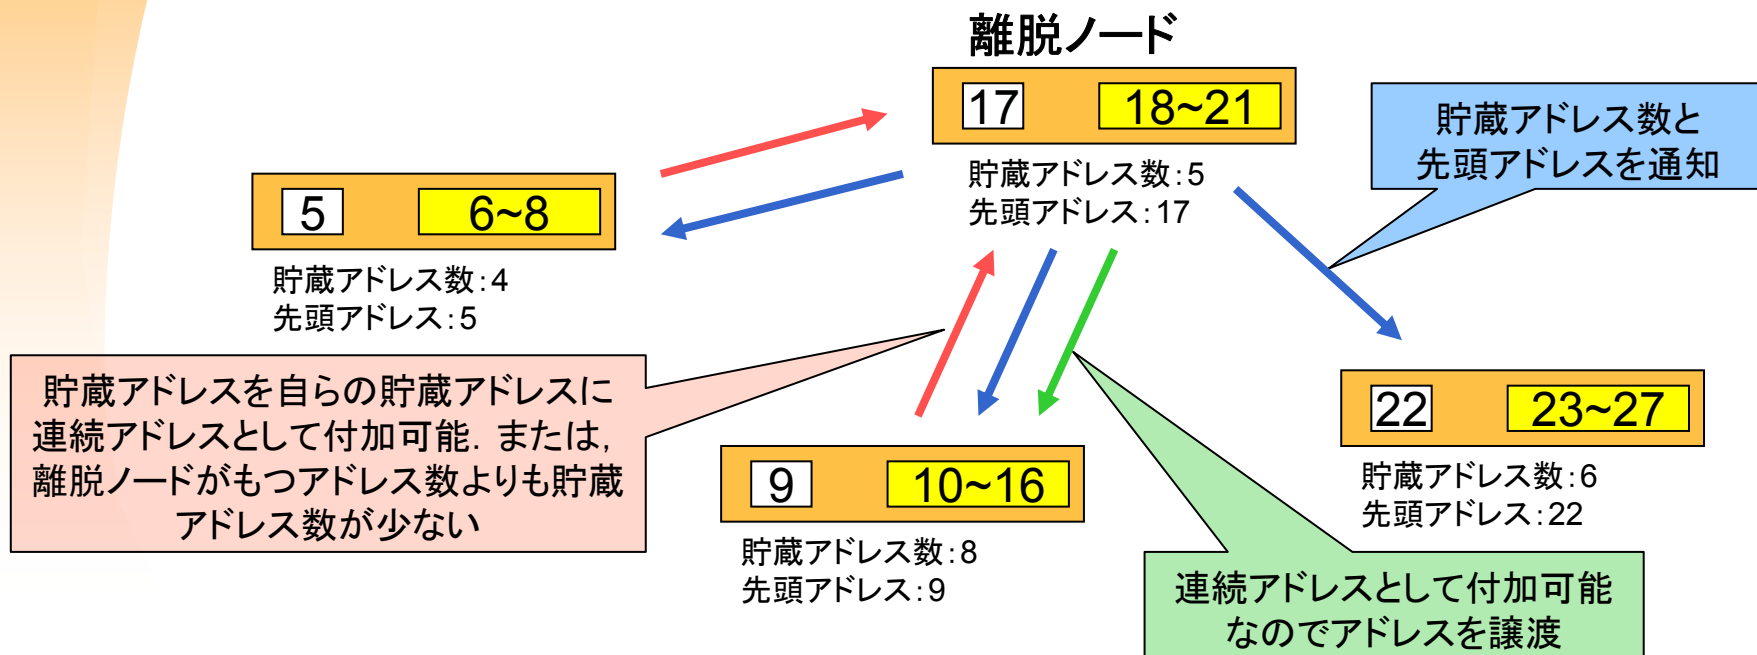 離脱ノード
17 18~21
貯蔵アドレス数:5
先頭アドレス:17
貯蔵アドレス数と
先頭アドレスを通知
5 6~8
貯蔵アドレス数:4
先頭アドレス:5
貯蔵アドレスを自らの貯蔵アドレスに
連続アドレスとして付加可能. または,
離脱ノードがもつアドレス数よりも貯蔵
アドレス数が少ない
9 10~16
貯蔵アドレス数:8
先頭アドレス:9
22 23~27
貯蔵アドレス数:6
先頭アドレス:22
連続アドレスとして付加可能
なのでアドレスを譲渡